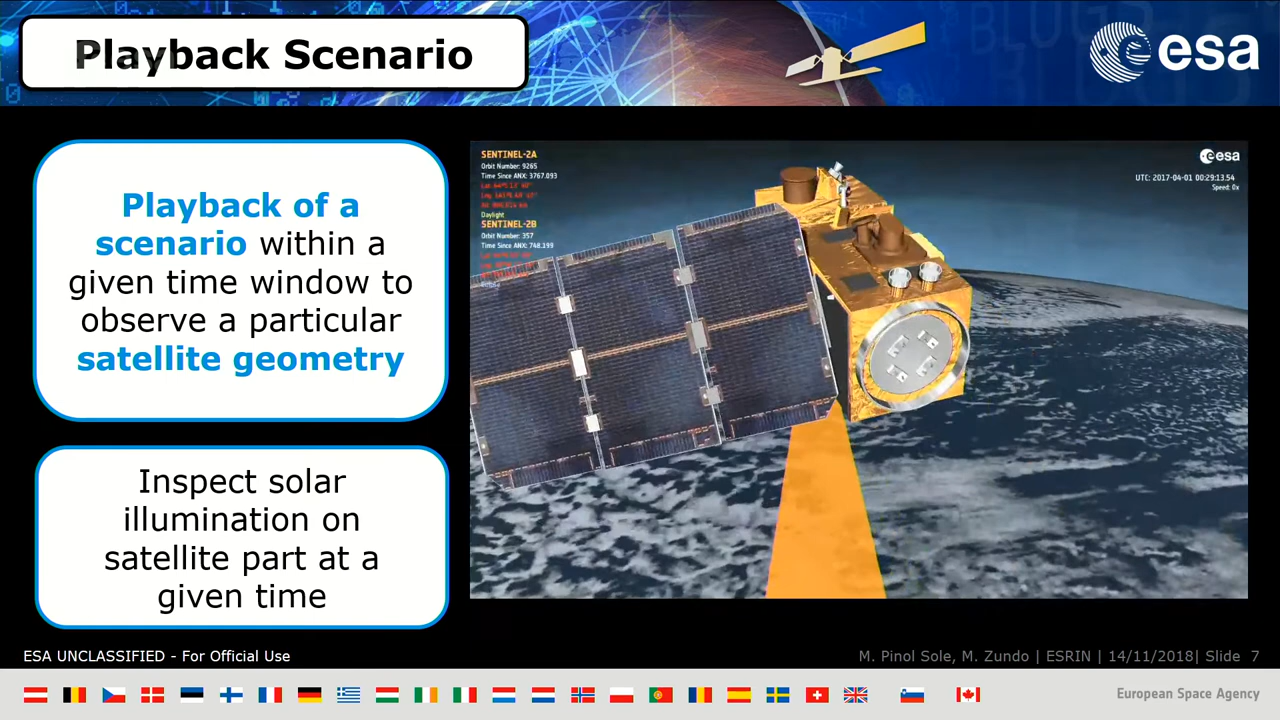 Playback Scenario
esa
Playback of a
scenario within a
given time window to
observe a particular
satellite geometry
Inspect solar
illumination on
satellite part at a
given time
SENTINEL-2A
Orbit Number: 9265
Time Since ANX: 3767.093
Daylight
SENTINEL-2B
Orbit Number: 357
Time Since ANX: 748.199
esa
UTC: 2017-04-01 00:29:13.54
Speed: 0x
ESA UNCLASSIFIED - For Official Use
M. Pinol Sole, M. Zundo | ESRIN | 14/11/2018| Slide 7
European Space Agency